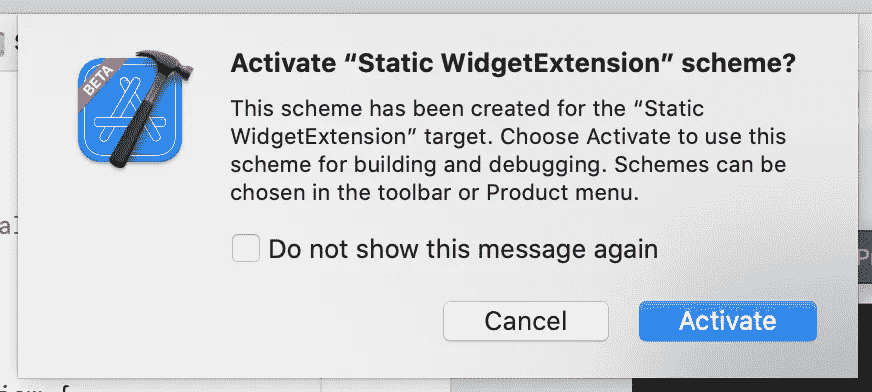 BETA
Activate “Static WidgetExtension” scheme?
This scheme has been created for the “Static
WidgetExtension” target. Choose Activate to use this
scheme for building and debugging. Schemes can be
chosen in the toolbar or Product menu.
Do not show this message again
Cancel
Activate